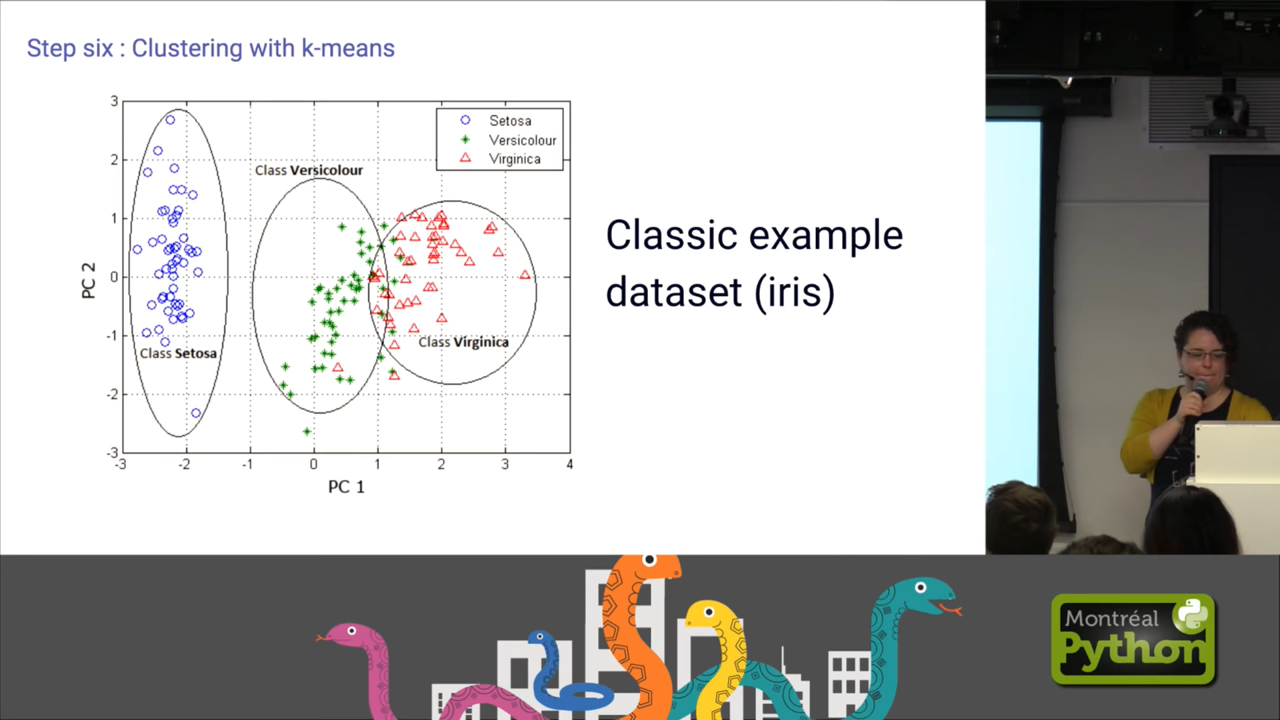 Step six : Clustering with k-means
3
2
1
0
-1
-2
-3
PC 2
-3
-2
-1
0
1
2
3
4
PC 1
Setosa
Versicolour
Virginica
Class Versicolour
Class Setosa
Class Virginica
Classic example
dataset (iris)
Montréal
Python